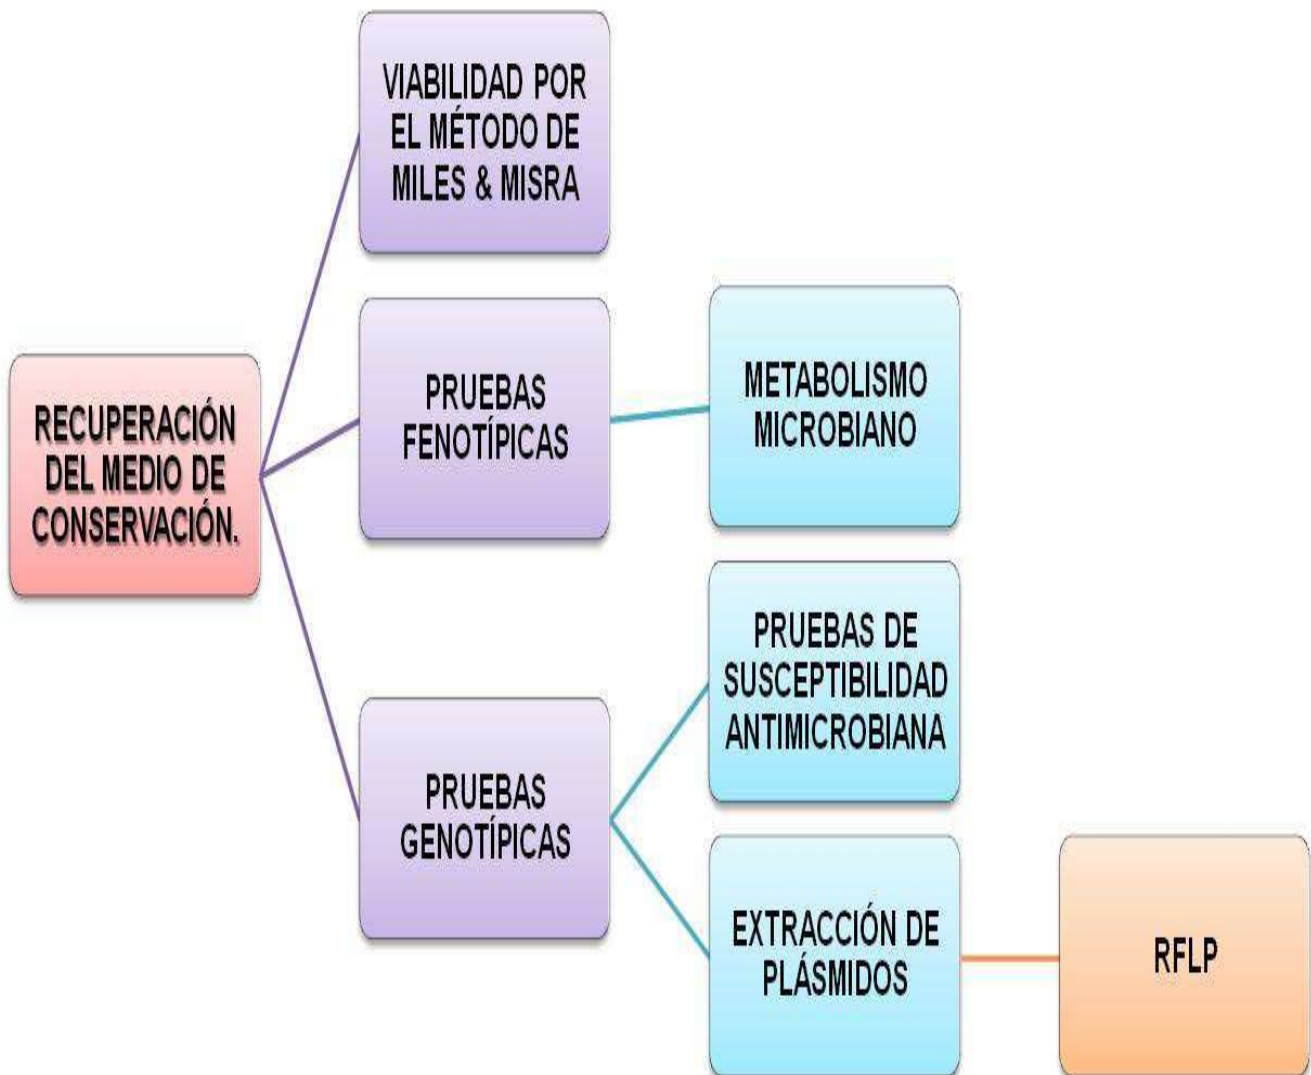 RECUPERACIÓN
DEL MEDIO DE
CONSERVACIÓN.
VIABILIDAD POR
EL MÉTODO DE
MILES & MISRA
PRUEBAS
FENOTÍPICAS
METABOLISMO
MICROBIANO
PRUEBAS
GENOTÍPICAS
PRUEBAS DE
SUSCEPTIBILIDAD
ANTIMICROBIANA
EXTRACCIÓN DE
PLÁSMIDOS
RFLP